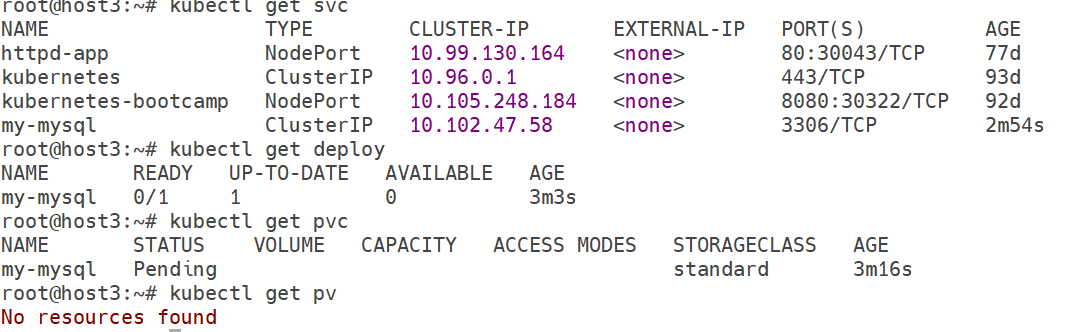 root@host3:~# kubectl get svc
NAME TYPE CLUSTER-IP EXTERNAL-IP PORT(S) AGE
httpd-app NodePort 10.99.130.164 <none> 80:30043/TCP 77d
kubernetes ClusterIP 10.96.0.1 <none> 443/TCP 93d
kubernetes-bootcamp NodePort 10.105.248.184 <none> 8080:30322/TCP 92d
my-mysql ClusterIP 10.102.47.58 <none> 3306/TCP 2m54s
root@host3:~# kubectl get deploy
NAME READY UP-TO-DATE AVAILABLE AGE
my-mysql 0/1 1 0 3m3s
root@host3:~# kubectl get pvc
NAME STATUS VOLUME CAPACITY ACCESS MODES STORAGECLASS AGE
my-mysql Pending standard 3m16s
root@host3:~# kubectl get pv
No resources found